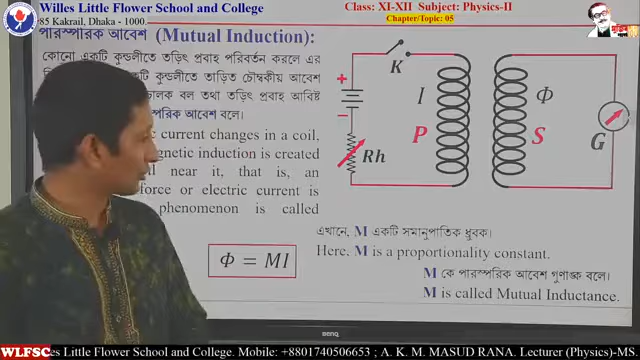 Willes Little Flower School and College
85 Kakrail, Dhaka - 1000.
Class: XI-XII Subject: Physics-II
Chapter/Topic: 05
পারস্পারিক আবেশ (Mutual Induction):
কোনো একটি কুন্ডলীতে তড়িৎ প্রবাহ পরিবর্তন করলে এর
কুন্ডলীতে তাড়িত চৌম্বকীয় আবেশ
চালক বল তথা তড়িৎ প্রবাহ আবিষ্ট
স্পরিক আবেশ বলে।
current changes in a coil,
magnetic induction is created
near it, that is, an
force or electric current is
phenomenon is called
K
+
−
I
Φ
P
S
G
Rh
Φ = MI
এখানে, M একটি সমানুপাতিক ধ্রুবক।
Here, M is a proportionality constant.
M কে পারস্পরিক আবেশ গুণাঙ্ক বলে।
M is called Mutual Inductance.
BENQ
WLFSC
es Little Flower School and College. Mobile: +8801740506653 ; A. K. M. MASUD RANA. Lecturer (Physics)-MS.